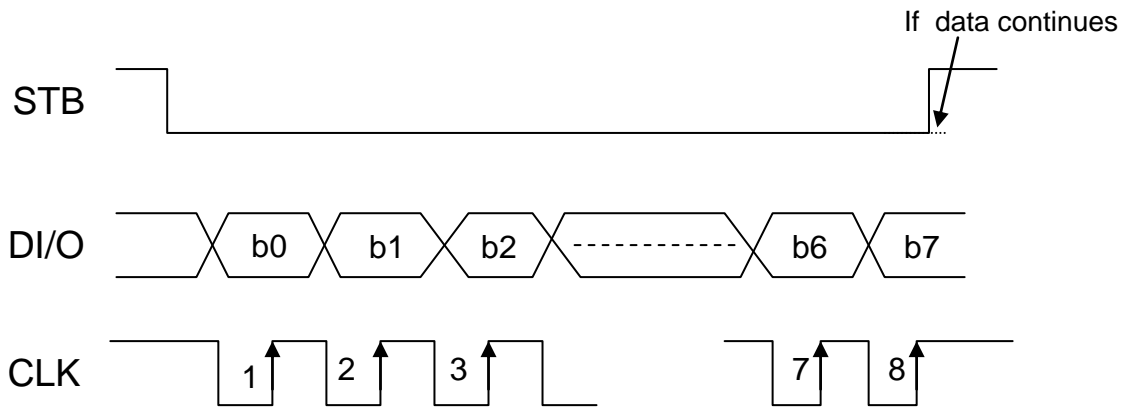 If data continues
STB
DI/O
b0 b1 b2 b6 b7
CLK
1 2 3 7 8